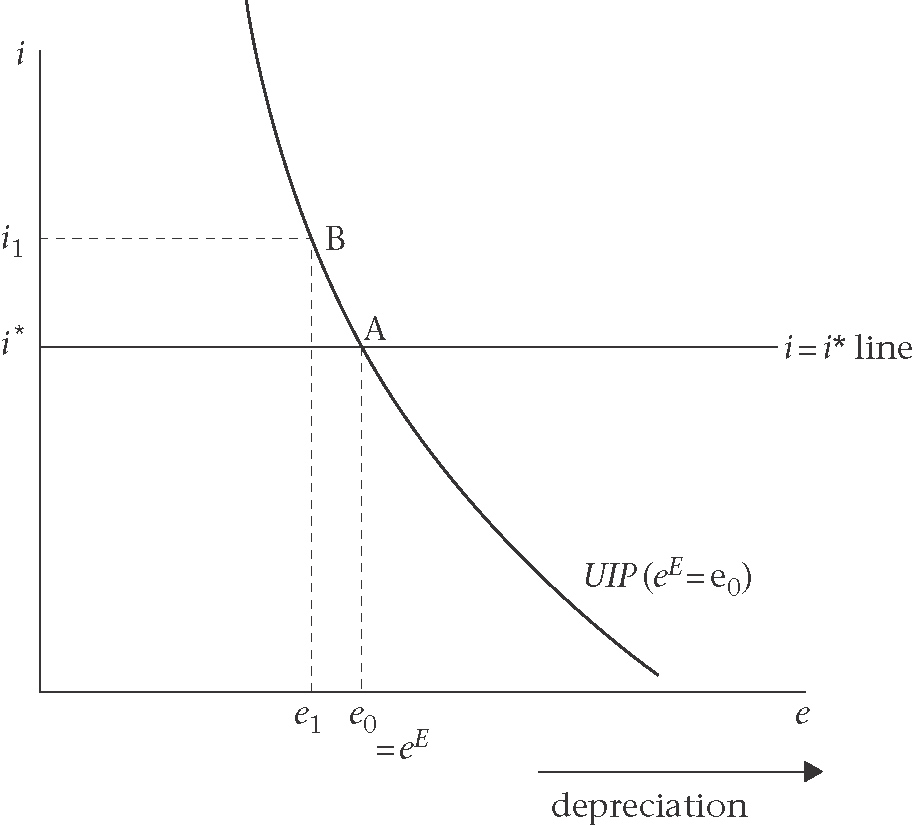 i
i₁
B
i*
A
i = i* line
UIP (eᴱ = e₀)
e₁
e₀
= eᴱ
e
depreciation